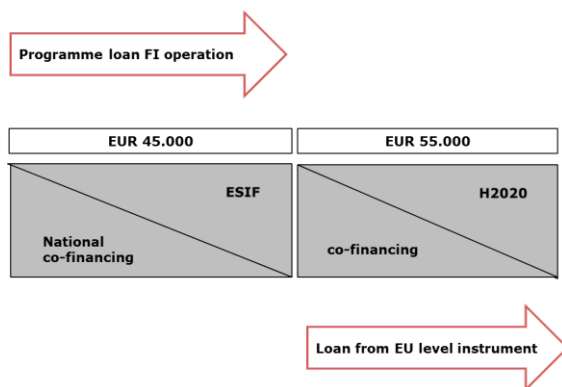 Programme loan FI operation
EUR 45.000
EUR 55.000
ESIF
H2020
National
co-financing
co-financing
Loan from EU level instrument